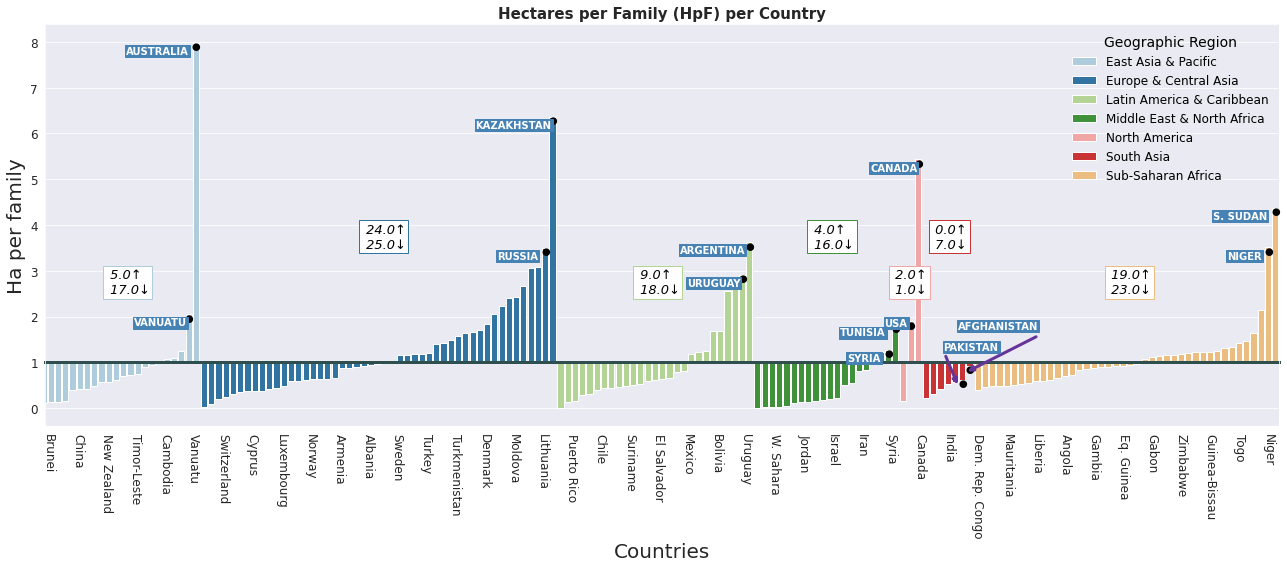 Hectares per Family (HpF) per Country
Ha per family
8
7
6
5
4
3
2
1
0
Geographic Region
East Asia & Pacific
Europe & Central Asia
Latin America & Caribbean
Middle East & North Africa
North America
South Asia
Sub-Saharan Africa
AUSTRALIA
VANUATU
KAZAKHSTAN
RUSSIA
ARGENTINA
URUGUAY
CANADA
TUNISIA
USA
SYRIA
AFGHANISTAN
PAKISTAN
S. SUDAN
NIGER
5.0↑
17.0↓
24.0↑
25.0↓
9.0↑
18.0↓
4.0↑
16.0↓
2.0↑
1.0↓
0.0↑
7.0↓
19.0↑
23.0↓
Brunei
China
New Zealand
Timor-Leste
Cambodia
Vanuatu
Switzerland
Cyprus
Luxembourg
Norway
Armenia
Albania
Sweden
Turkey
Turkmenistan
Denmark
Moldova
Lithuania
Puerto Rico
Chile
Suriname
El Salvador
Mexico
Bolivia
Uruguay
W. Sahara
Jordan
Israel
Iran
Syria
Canada
India
Dem. Rep. Congo
Mauritania
Liberia
Angola
Gambia
Eq. Guinea
Gabon
Zimbabwe
Guinea-Bissau
Togo
Niger
Countries